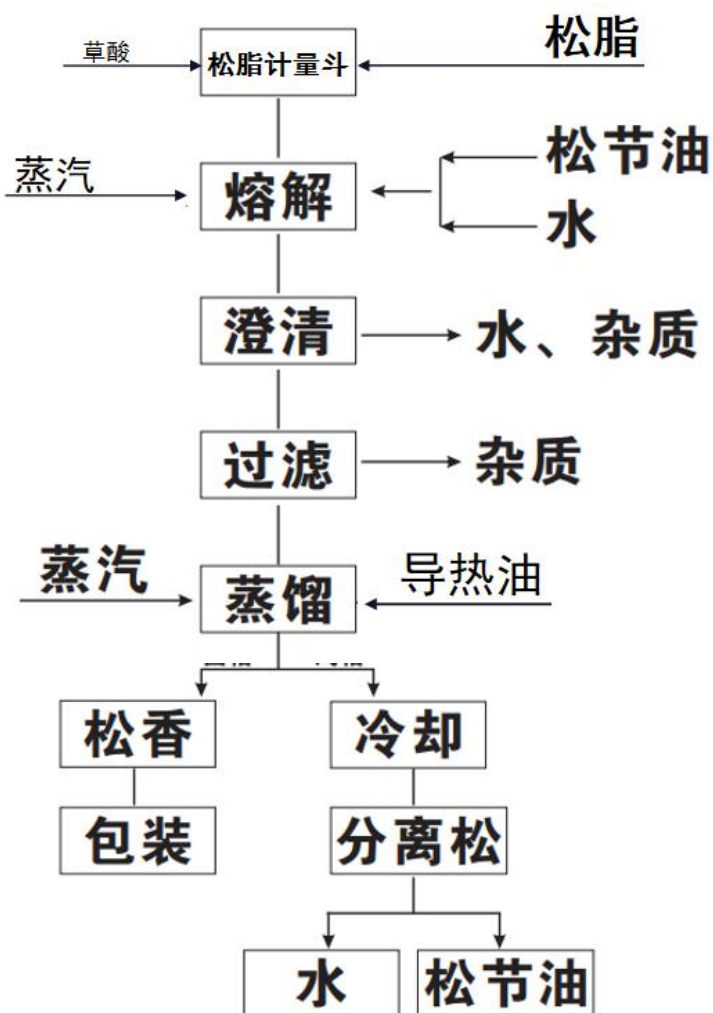 松脂
草酸
松脂计量斗
松节油
蒸汽
熔解
水
澄清
水、杂质
过滤
杂质
蒸汽
导热油
蒸馏
松香
冷却
包装
分离松
水
松节油